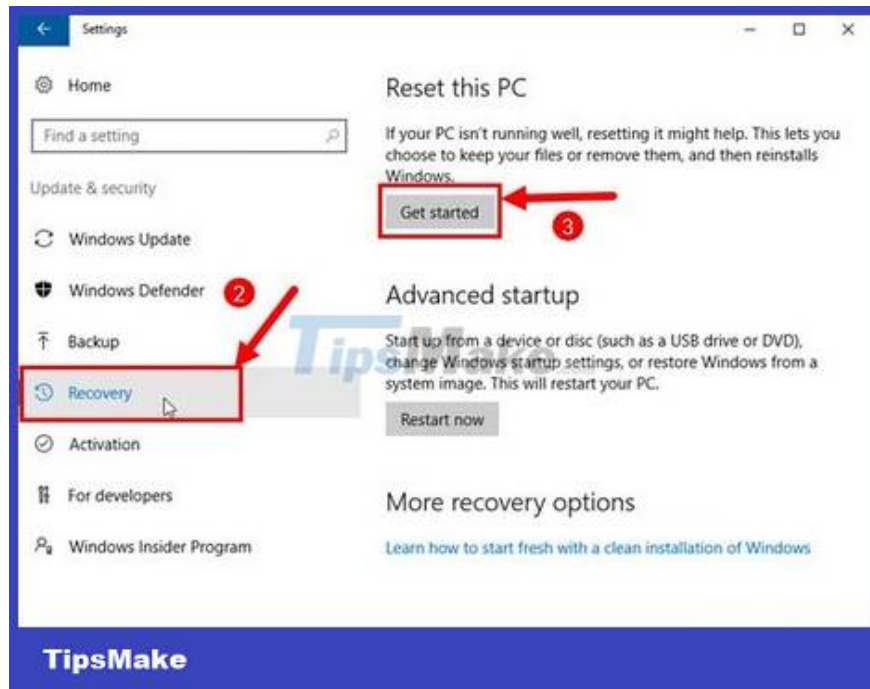 Settings
Home
Find a setting
Update & security
Windows Update
Windows Defender
2
Backup
Recovery
Activation
For developers
Windows Insider Program
Reset this PC
If your PC isn't running well, resetting it might help. This lets you
choose to keep your files or remove them, and then reinstalls
Windows.
Get started
3
Advanced startup
Start up from a device or disc (such as a USB drive or DVD),
change Windows startup settings, or restore Windows from a
system image. This will restart your PC.
Restart now
More recovery options
Learn how to start fresh with a clean installation of Windows
TipsMake
TipsMake